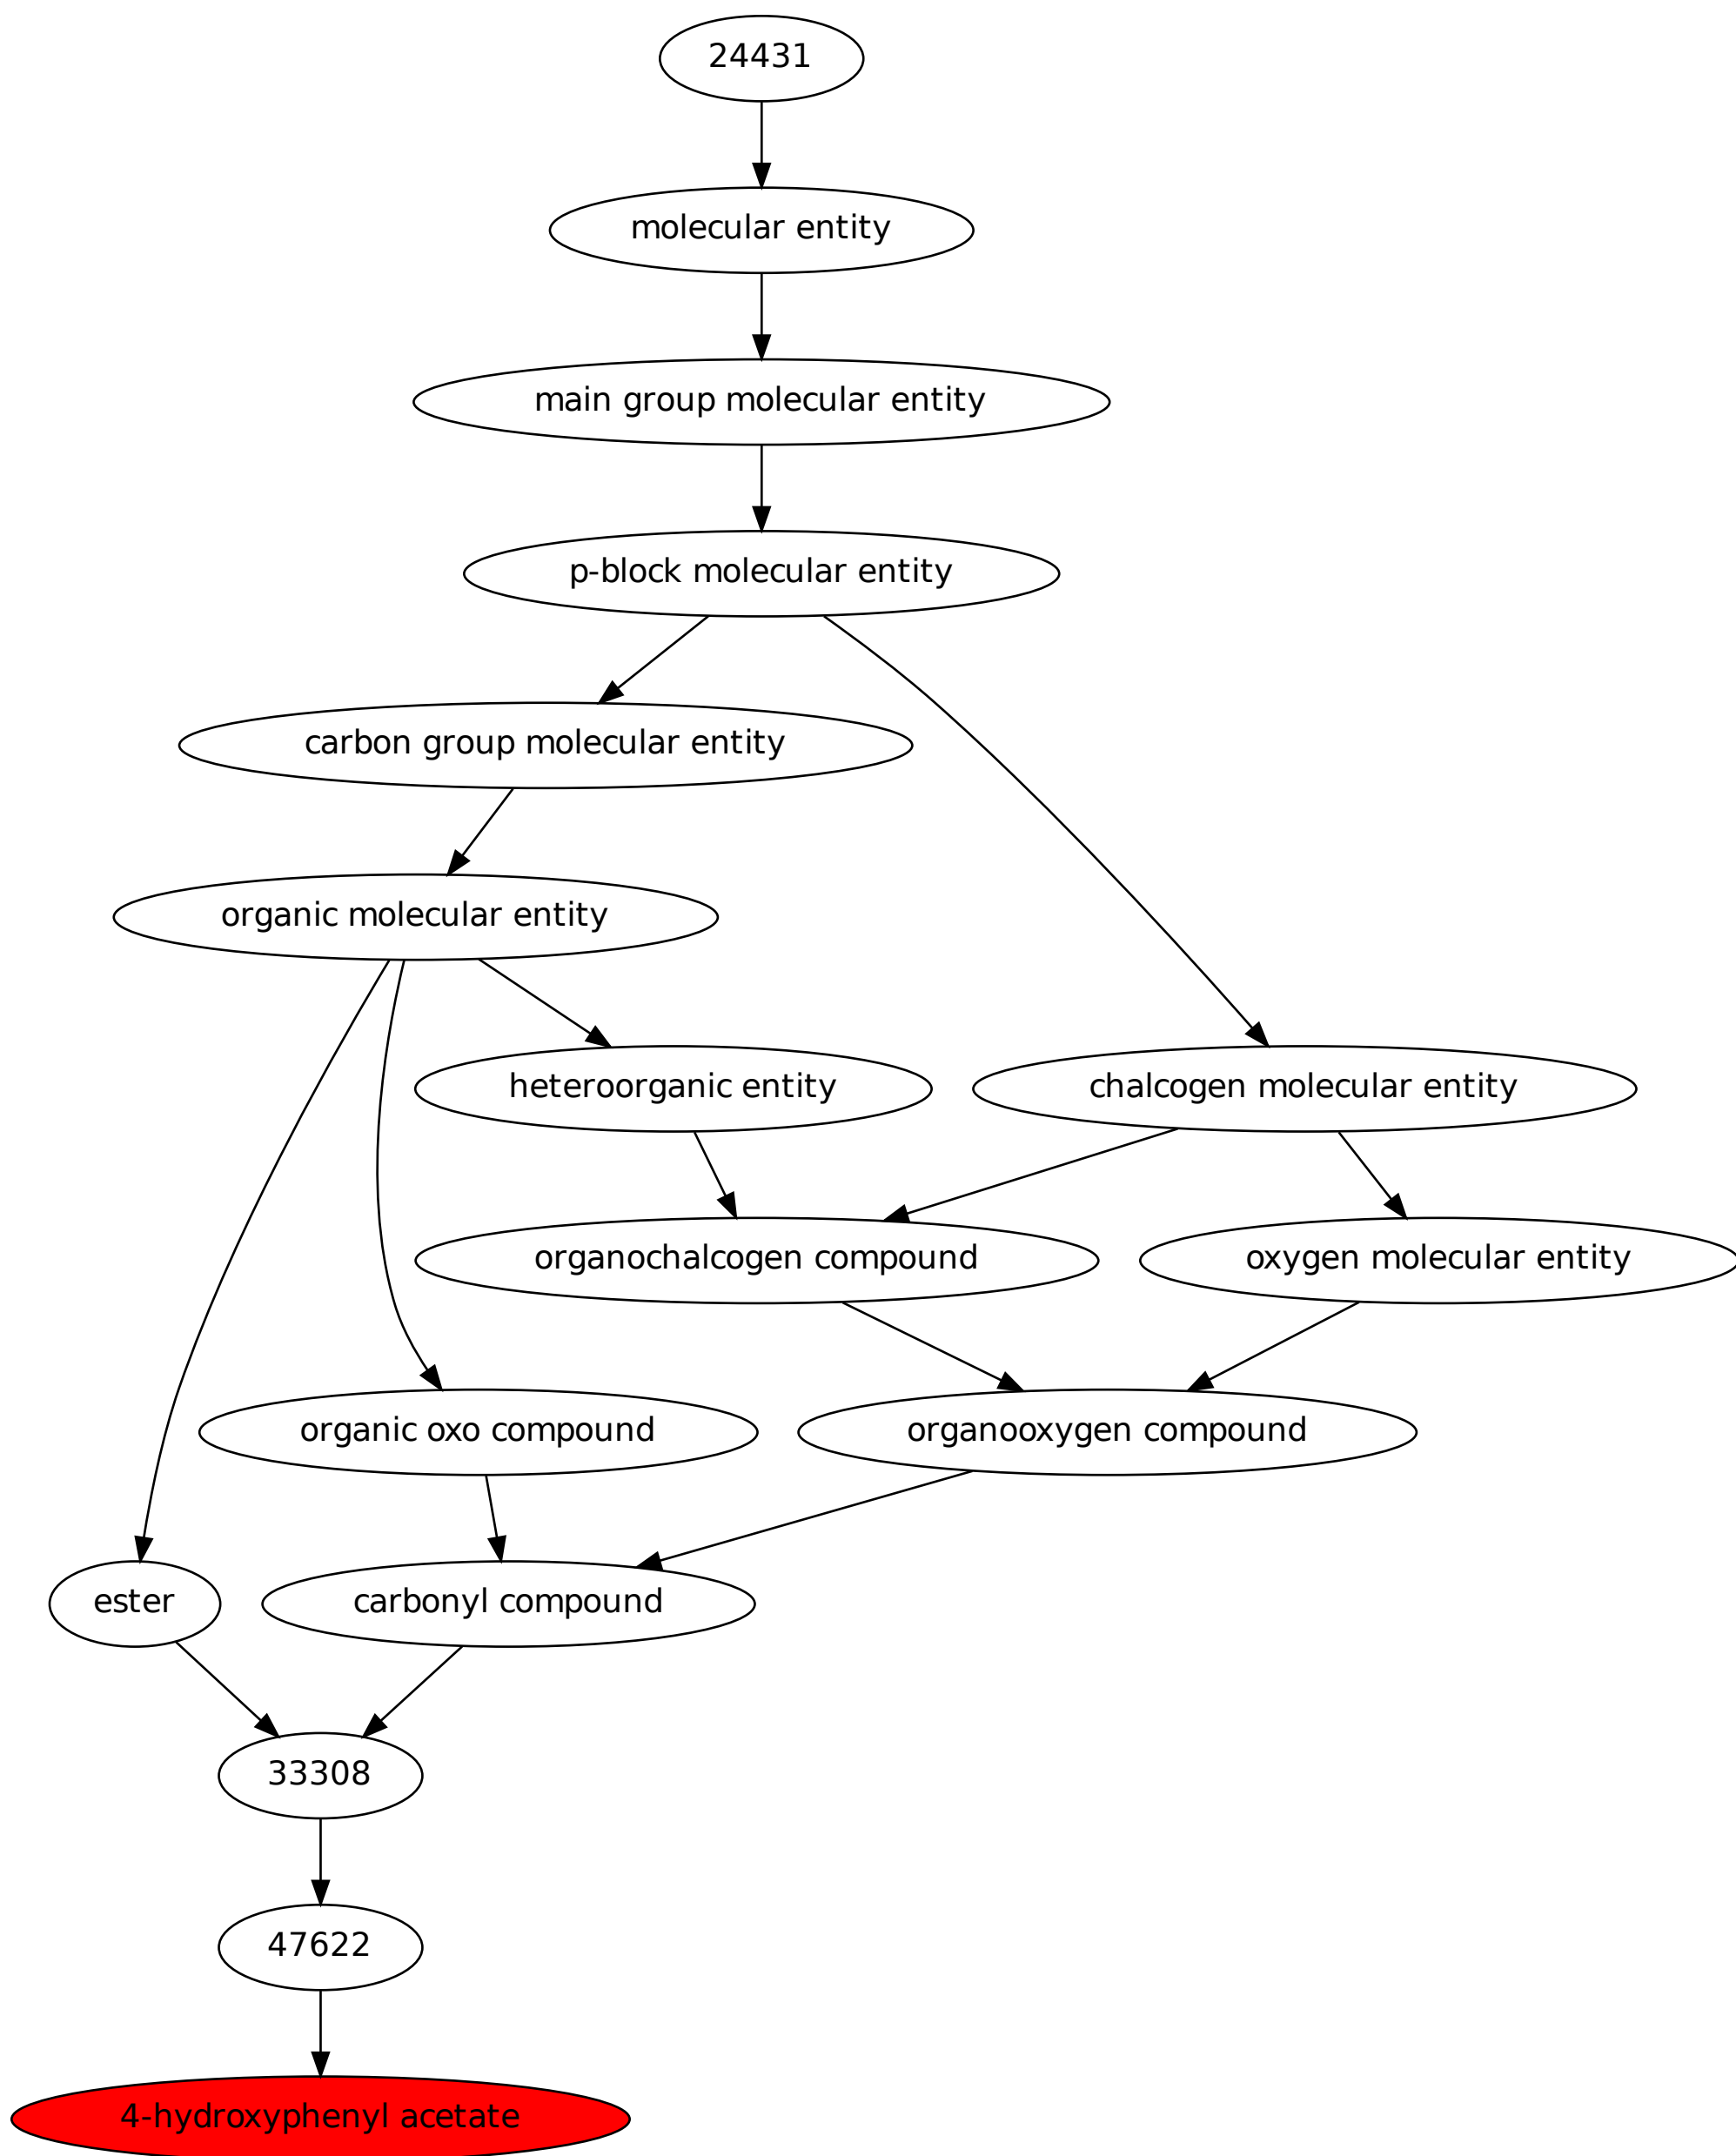 24431
molecular entity
main group molecular entity
p-block molecular entity
carbon group molecular entity
organic molecular entity
heteroorganic entity
chalcogen molecular entity
organochalcogen compound
oxygen molecular entity
organic oxo compound
organooxygen compound
ester
carbonyl compound
33308
47622
4-hydroxyphenyl acetate